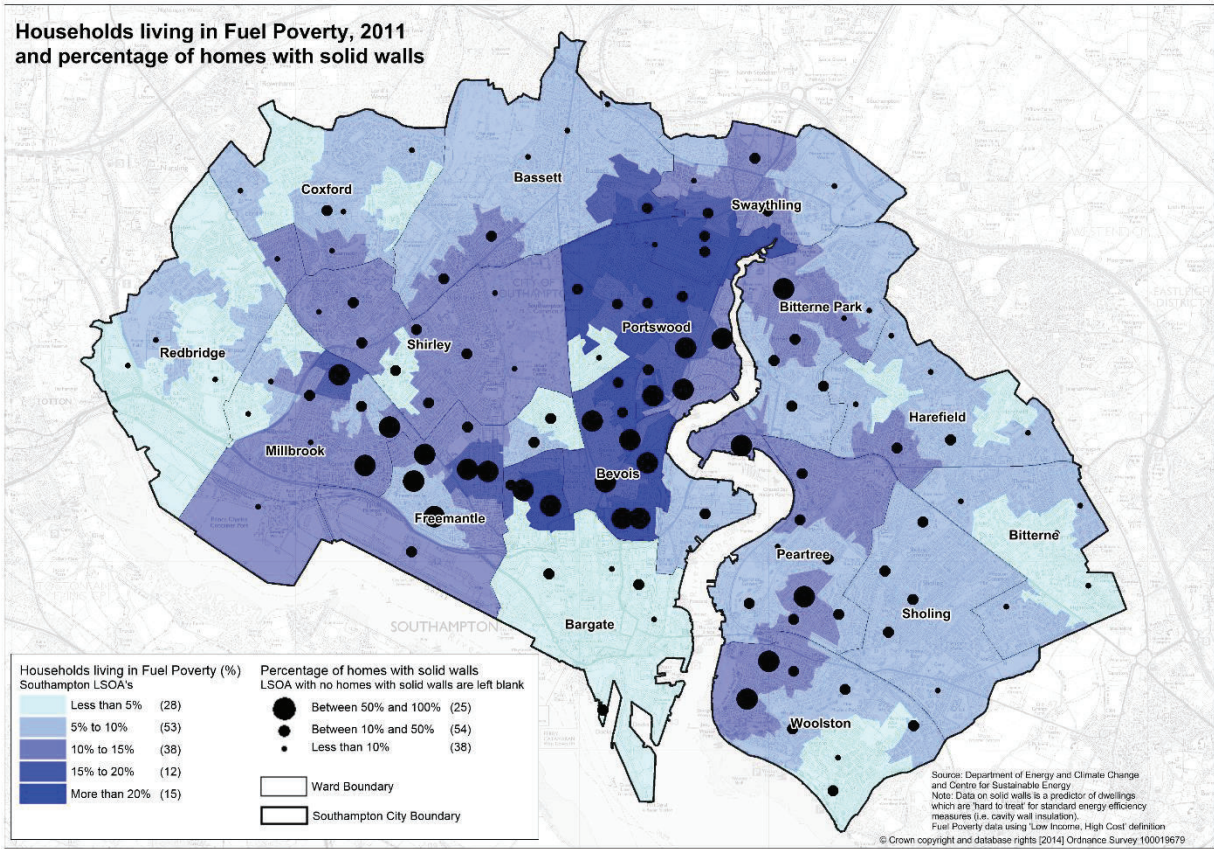 Households living in Fuel Poverty, 2011
and percentage of homes with solid walls
Bassett
Coxford
Swaythling
Bitterne Park
Portswood
Shirley
Redbridge
Harefield
Millbrook
Bevois
Freemantle
Bitterne
Peartree
Sholing
Bargate
SOUTHAMPTON
Woolston
Households living in Fuel Poverty (%)
Southampton LSOA's
Less than 5% (28)
5% to 10% (53)
10% to 15% (38)
15% to 20% (12)
More than 20% (15)
Percentage of homes with solid walls
LSOA with no homes with solid walls are left blank
Between 50% and 100% (25)
Between 10% and 50% (54)
Less than 10% (38)
Ward Boundary
Southampton City Boundary
Source: Department of Energy and Climate Change
and Centre for Sustainable Energy
Note: Data on solid walls is a predictor of dwellings
which are 'hard to treat' for standard energy efficiency
measures (i.e. cavity wall insulation).
Fuel Poverty data using 'Low Income, High Cost' definition
© Crown copyright and database rights [2014] Ordnance Survey 100019679